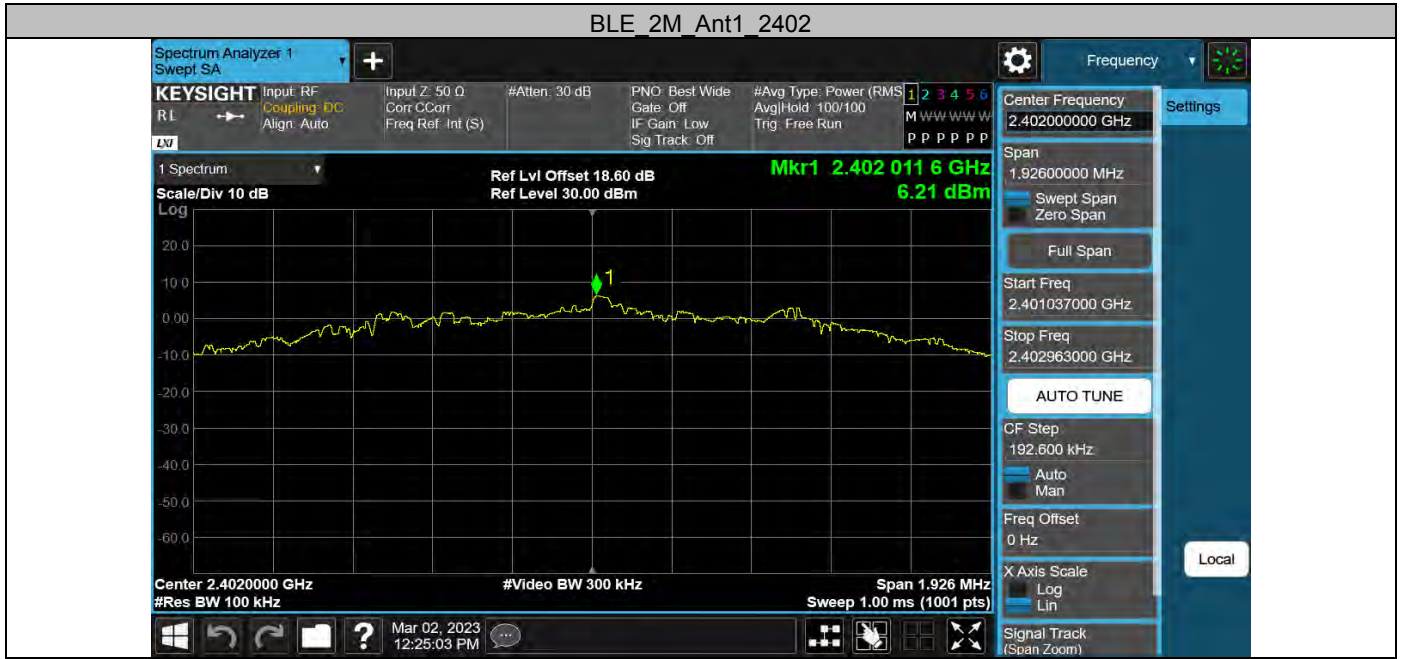 BLE_2M_Ant1_2402
Spectrum Analyzer 1
Swept SA
Frequency
KEYSIGHT
RL
LXI
Input: RF
Coupling: DC
Align: Auto
Input Z: 50 Ω
Corr CCorr
Freq Ref: Int (S)
#Atten: 30 dB
PNO: Best Wide
Gate: Off
IF Gain: Low
Sig Track: Off
#Avg Type: Power (RMS
Avg|Hold: 100/100
Trig: Free Run
1 2 3 4 5 6
M W W W W W
P P P P P P
1 Spectrum
Scale/Div 10 dB
Ref Lvl Offset 18.60 dB
Ref Level 30.00 dBm
Mkr1 2.402 011 6 GHz
6.21 dBm
Log
20.0
10.0
0.00
-10.0
-20.0
-30.0
-40.0
-50.0
-60.0
1
Center 2.4020000 GHz
#Res BW 100 kHz
#Video BW 300 kHz
Span 1.926 MHz
Sweep 1.00 ms (1001 pts)
Center Frequency
2.402000000 GHz
Settings
Span
1.92600000 MHz
Swept Span
Zero Span
Full Span
Start Freq
2.401037000 GHz
Stop Freq
2.402963000 GHz
AUTO TUNE
CF Step
192.600 kHz
Auto
Man
Freq Offset
0 Hz
X Axis Scale
Log
Lin
Local
Signal Track
(Span Zoom)
?
Mar 02, 2023
12:25:03 PM